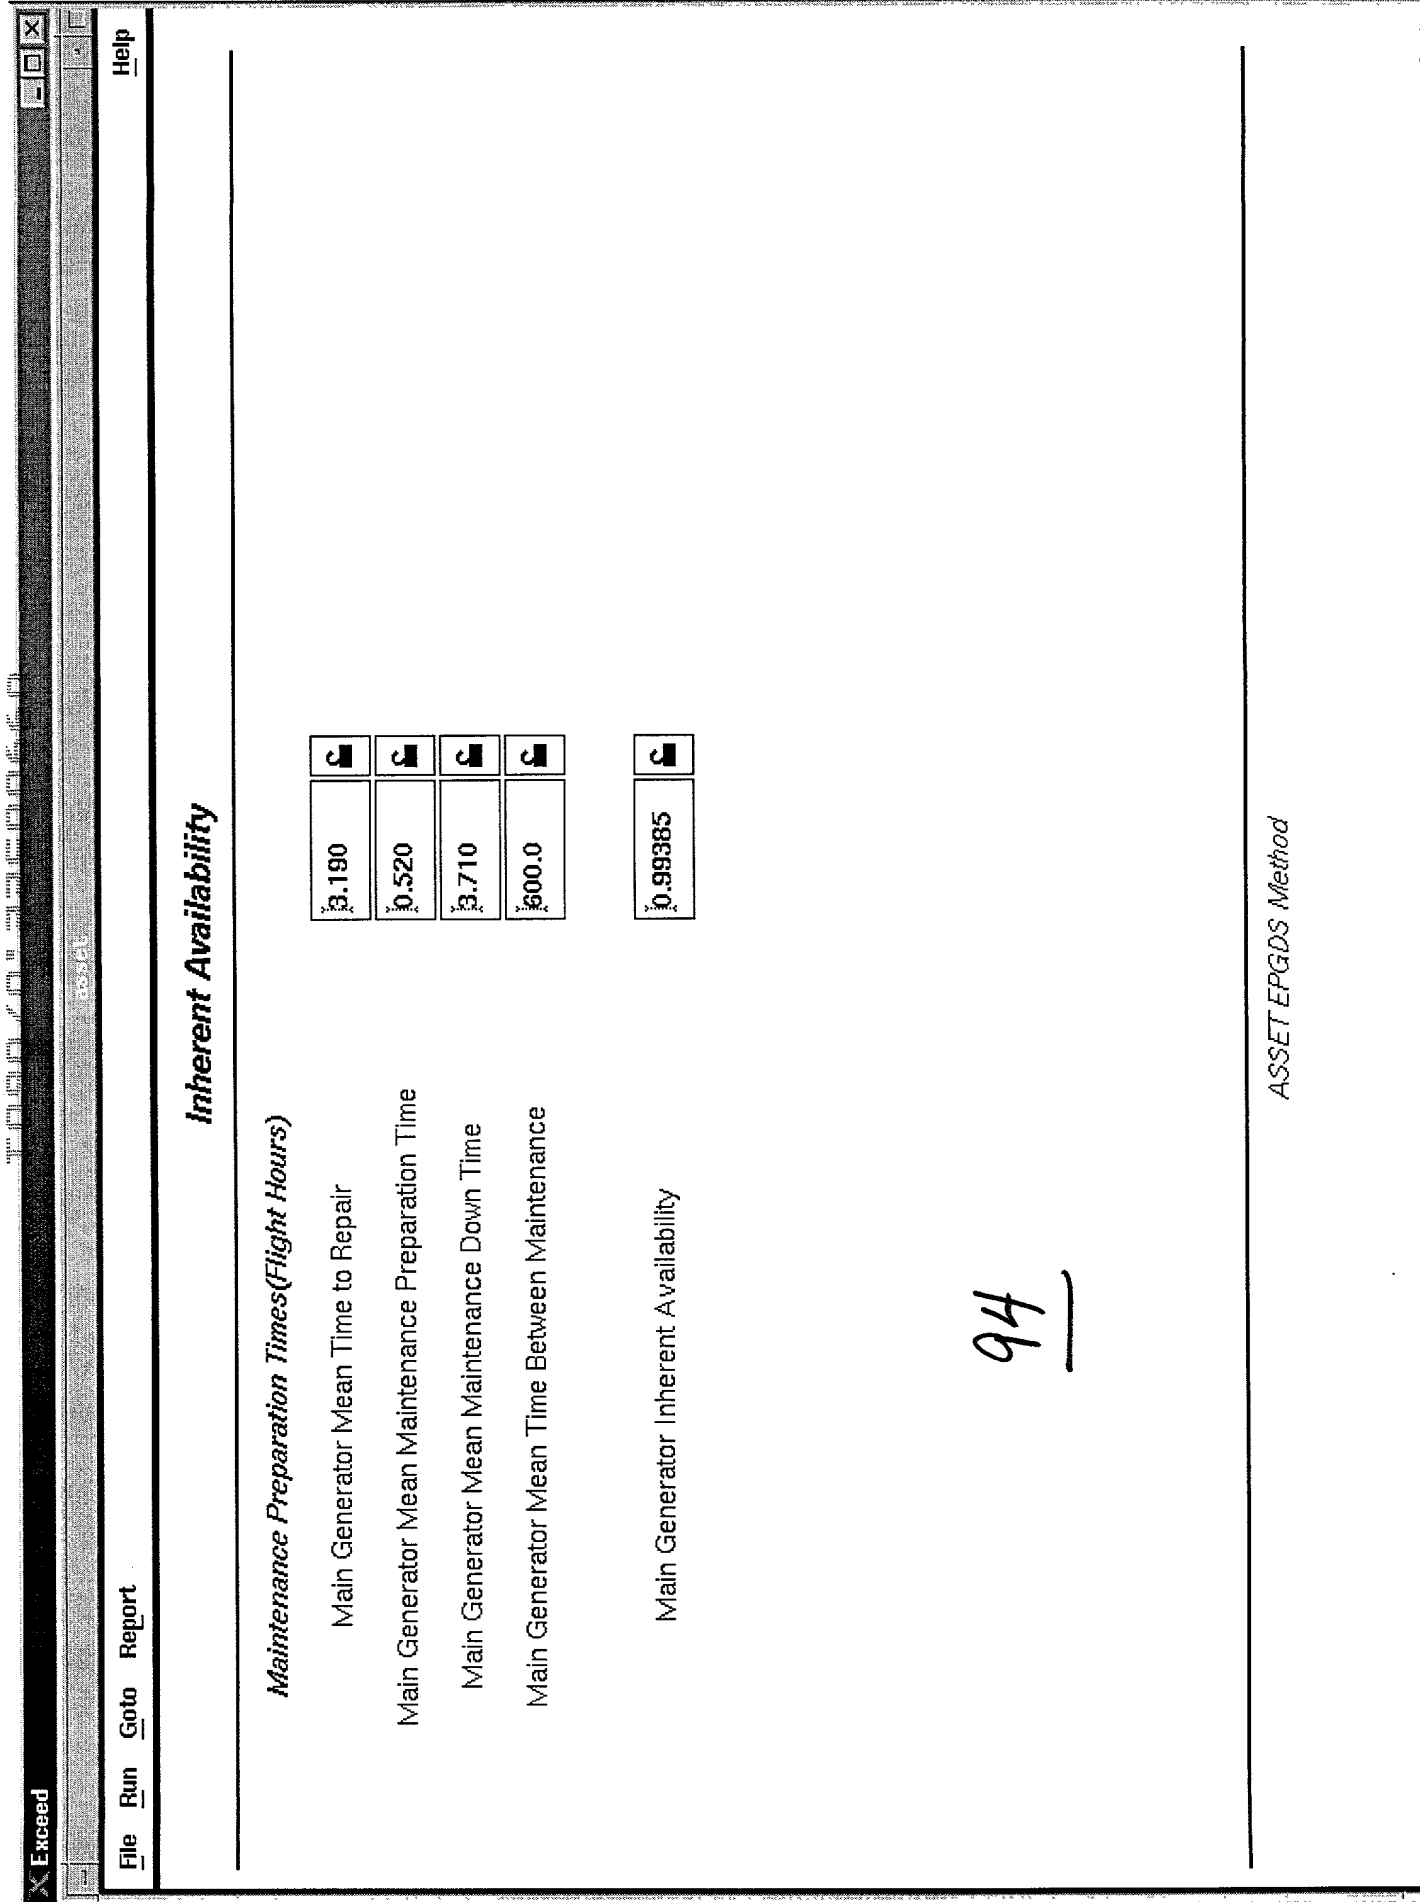 Exceed
asset
File Run Goto Report Help
Inherent Availability
Maintenance Preparation Times(Flight Hours)
Main Generator Mean Time to Repair 3.190
Main Generator Mean Maintenance Preparation Time 0.520
Main Generator Mean Maintenance Down Time 3.710
Main Generator Mean Time Between Maintenance 600.0
Main Generator Inherent Availability 0.99385
94
ASSET EPGDS Method